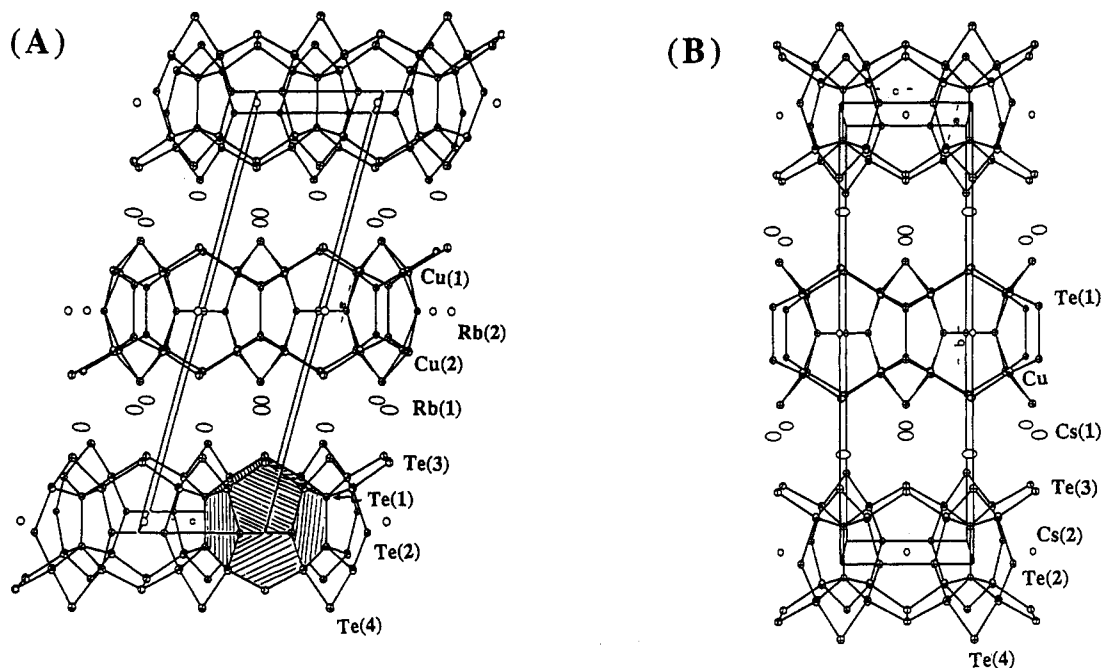 (A)
Cu(1)
Rb(2)
Cu(2)
Rb(1)
Te(3)
Te(1)
Te(2)
Te(4)
c
(B)
c
Te(1)
b
Cu
Cs(1)
Te(3)
Cs(2)
Te(2)
Te(4)